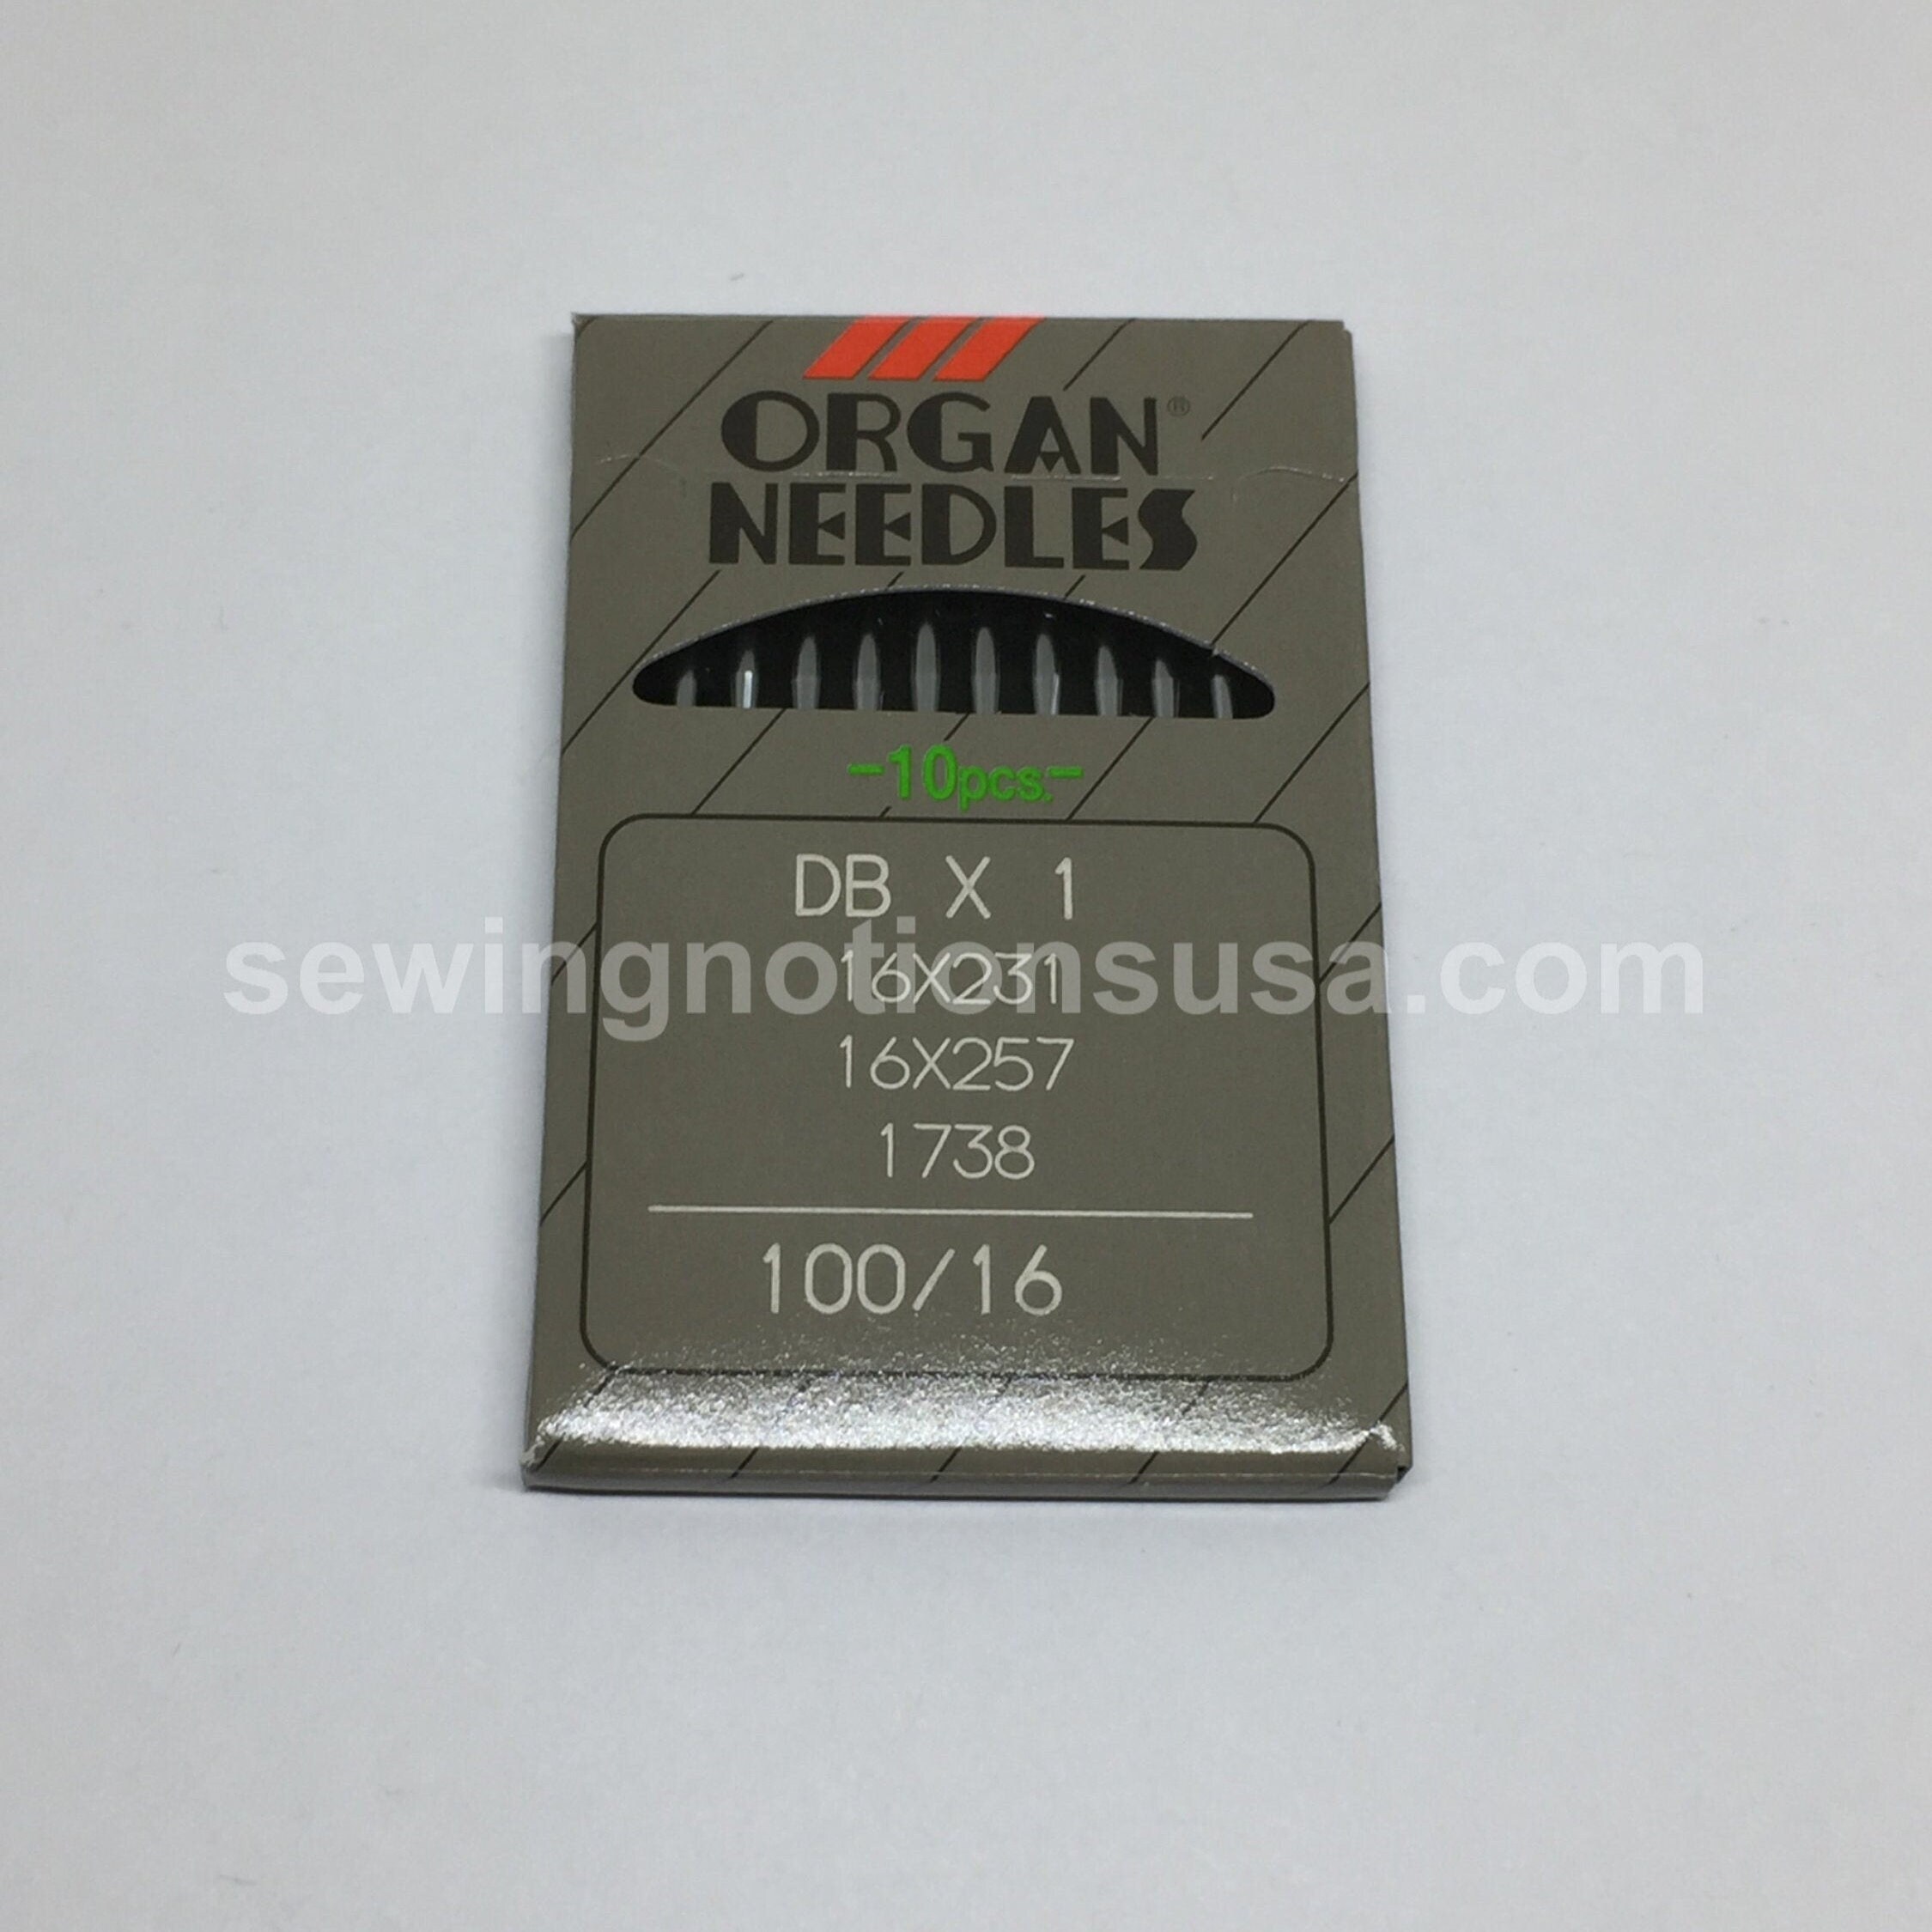 ORGAN®
NEEDLES
-10pcs.-
DB X 1
sewingnotionsusa.com
16X231
16X257
1738
100/16